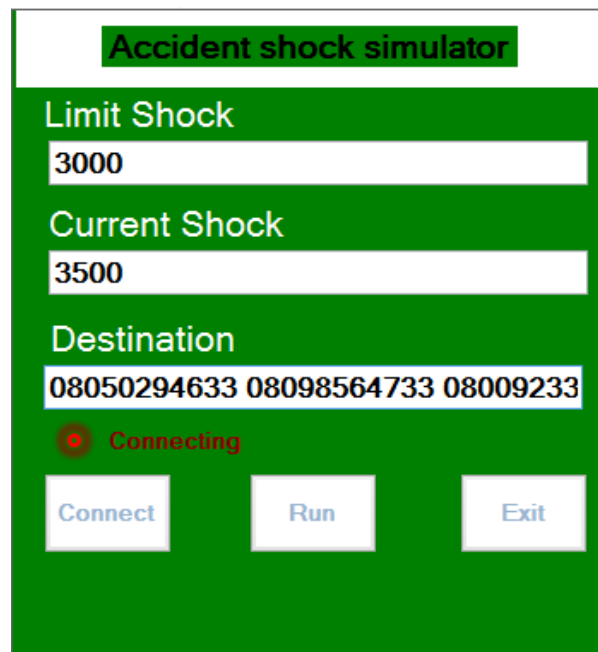 Accident shock simulator
Limit Shock
3000
Current Shock
3500
Destination
08050294633 08098564733 08009233
Connecting
Connect Run Exit